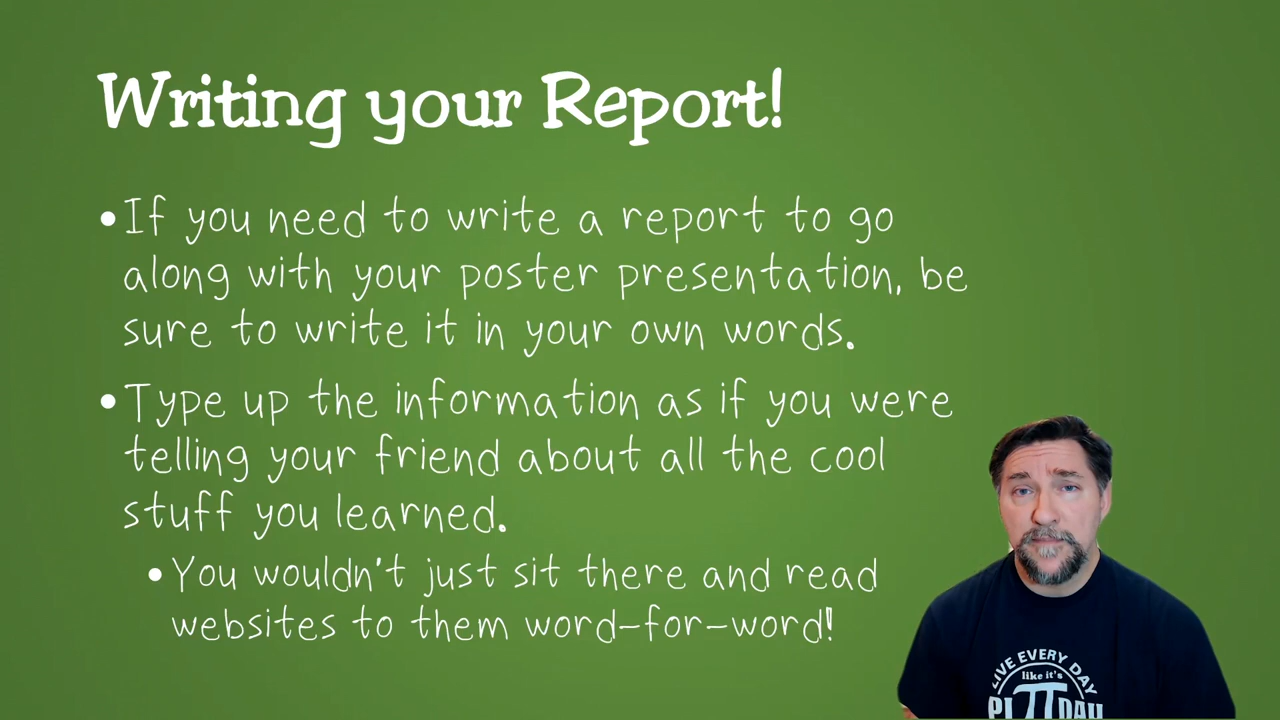 Writing your Report!
•If you need to write a report to go
along with your poster presentation, be
sure to write it in your own words.
•Type up the information as if you were
telling your friend about all the cool
stuff you learned.
•You wouldn't just sit there and read
websites to them word-for-word!
LIVE EVERY DAY
like it's
PI π DAY